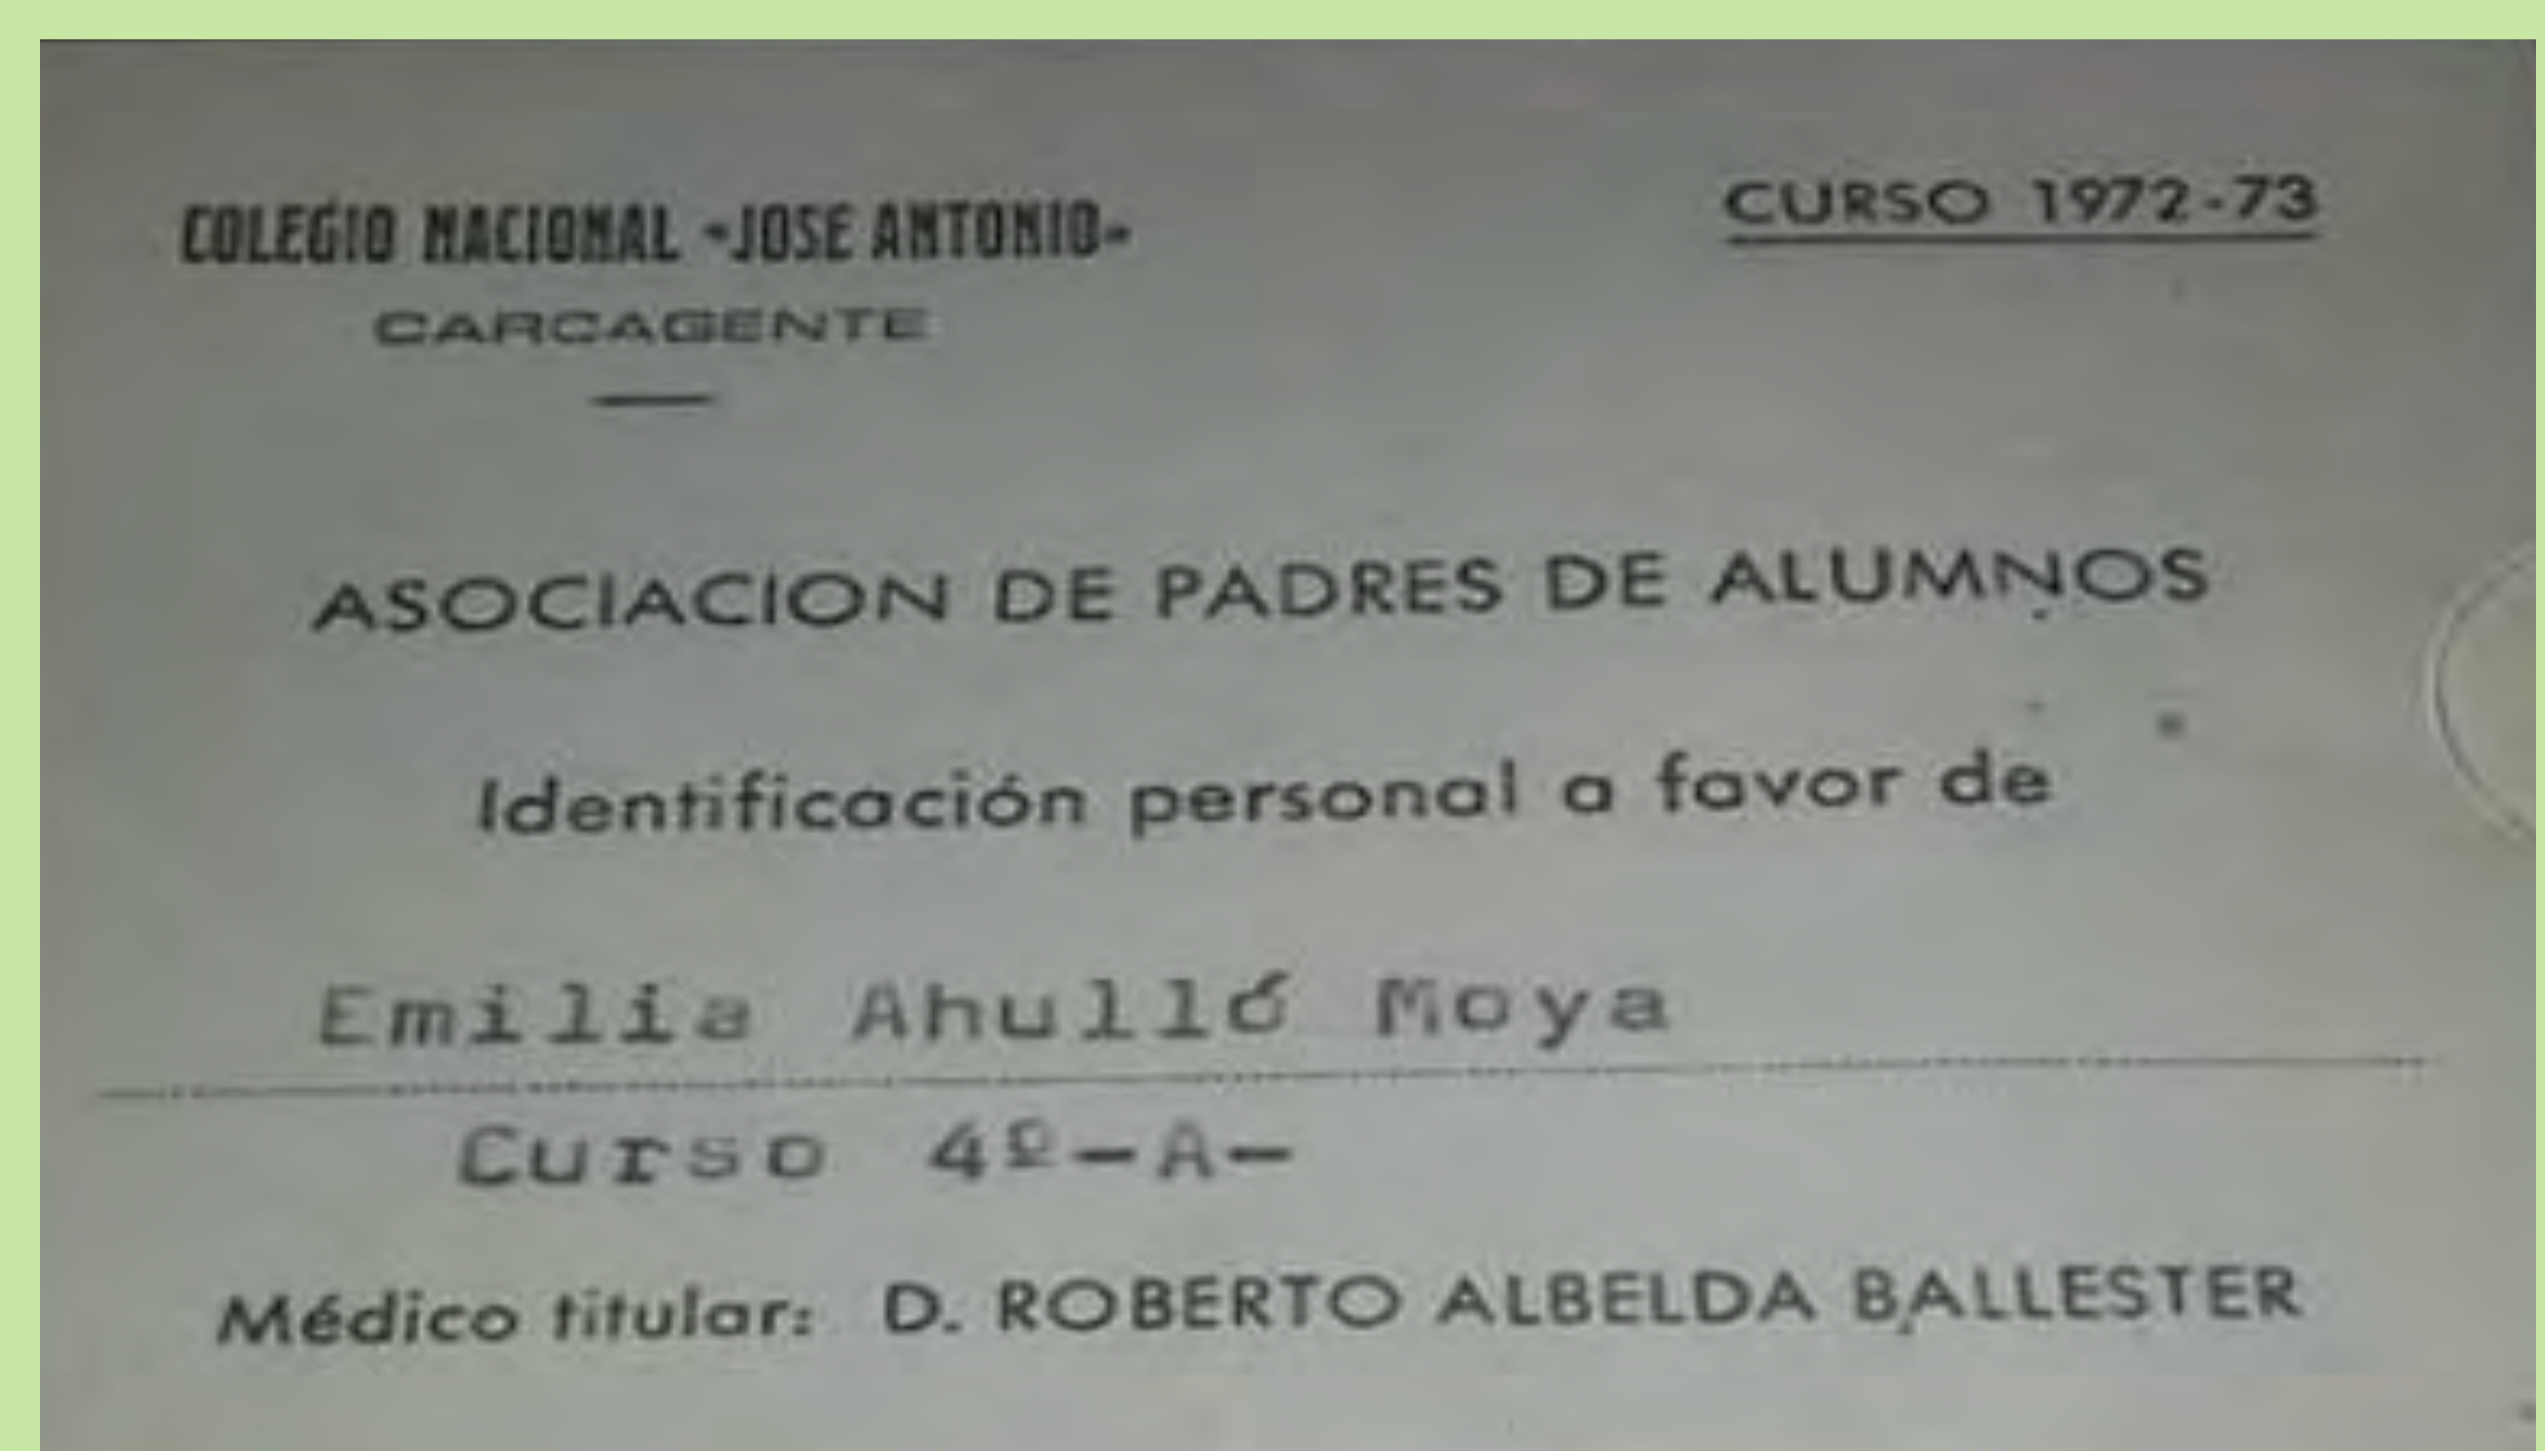 COLEGIO NACIONAL «JOSE ANTONIO»
CURSO 1972-73
CARCAGENTE
ASOCIACION DE PADRES DE ALUMNOS
Identificación personal a favor de
Emilia Ahulló Moya
Curso 4º-A-
Médico titular: D. ROBERTO ALBELDA BALLESTER